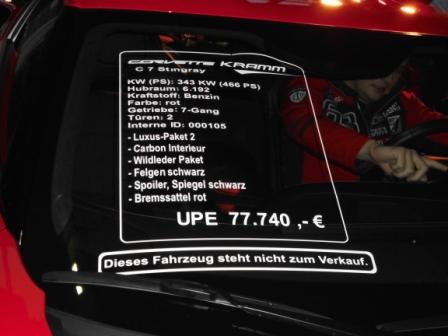 CORVETTE KRAMM
C 7 Stingray
KW (PS): 343 KW (466 PS)
Hubraum: 6.192
Kraftstoff: Benzin
Farbe: rot
Getriebe: 7-Gang
Türen: 2
Interne ID: 000105
- Luxus-Paket 2
- Carbon Interieur
- Wildleder Paket
- Felgen schwarz
- Spoiler, Spiegel schwarz
- Bremssattel rot
UPE 77.740 ,- €
Dieses Fahrzeug steht nicht zum Verkauf.